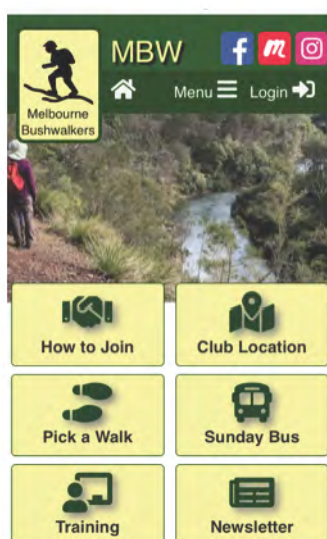 MBW
Melbourne
Bushwalkers
Menu Login
How to Join
Club Location
Pick a Walk
Sunday Bus
Training
Newsletter